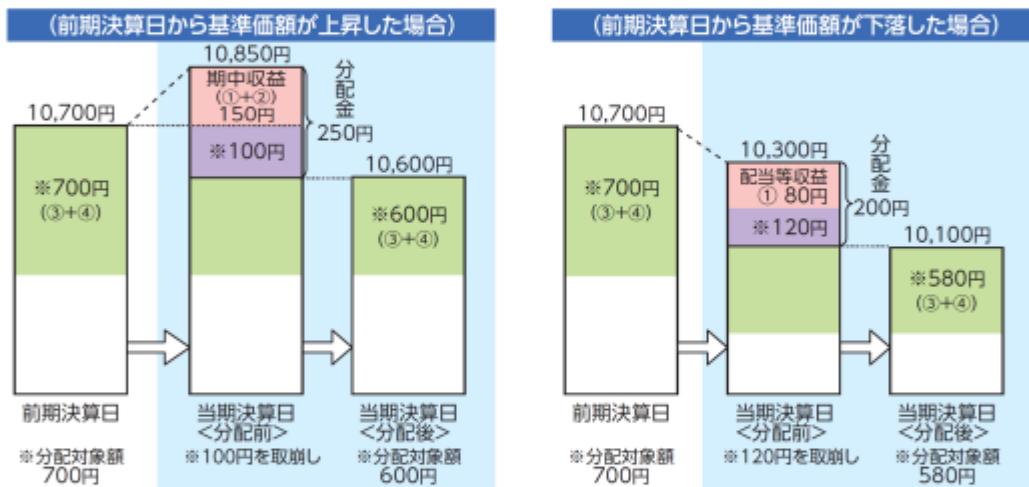 (前期決算日から基準価額が上昇した場合)
10,700円
※700円
(③+④)
10,850円
期中収益
(①+②)
150円
※100円
分配金
250円
10,600円
※600円
(③+④)
前期決算日
※分配対象額
700円
当期決算日
<分配前>
※100円を取崩し
当期決算日
<分配後>
※分配対象額
600円
(前期決算日から基準価額が下落した場合)
10,700円
※700円
(③+④)
10,300円
配当等収益
① 80円
※120円
分配金
200円
10,100円
※580円
(③+④)
前期決算日
※分配対象額
700円
当期決算日
<分配前>
※120円を取崩し
当期決算日
<分配後>
※分配対象額
580円